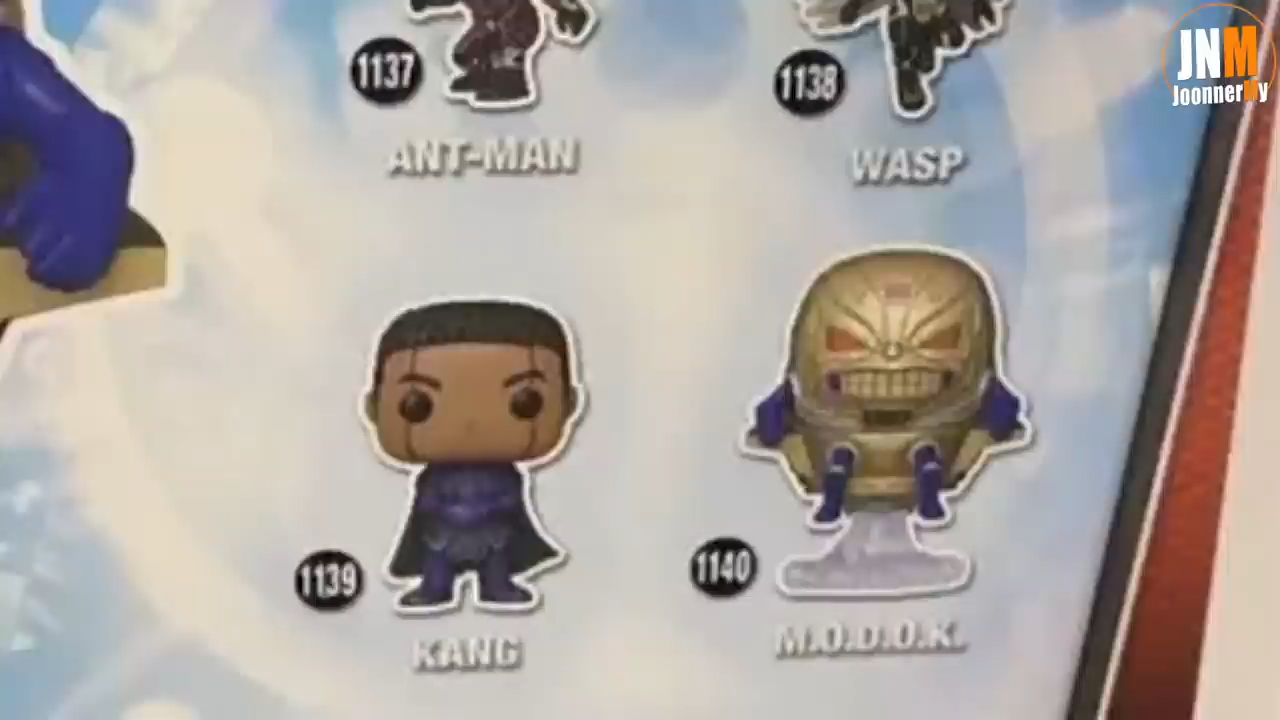 1137
1138
JNM
JoonnerMy
ANT-MAN
WASP
1139
1140
KANG
M.O.D.O.K.